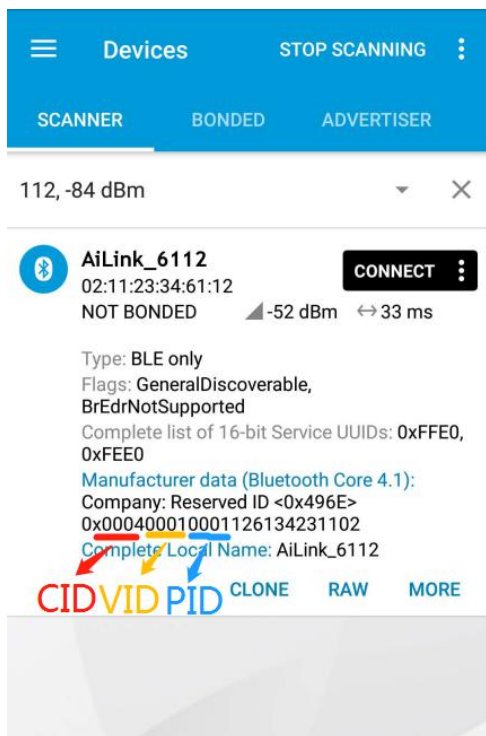 Devices STOP SCANNING
SCANNER BONDED ADVERTISER
112, -84 dBm
AiLink_6112
CONNECT
02:11:23:34:61:12
NOT BONDED -52 dBm 33 ms
Type: BLE only
Flags: GeneralDiscoverable,
BrEdrNotSupported
Complete list of 16-bit Service UUIDs: 0xFFE0,
0xFEE0
Manufacturer data (Bluetooth Core 4.1):
Company: Reserved ID <0x496E>
0x000400010001126134231102
Complete Local Name: AiLink_6112
CID VID PID CLONE RAW MORE